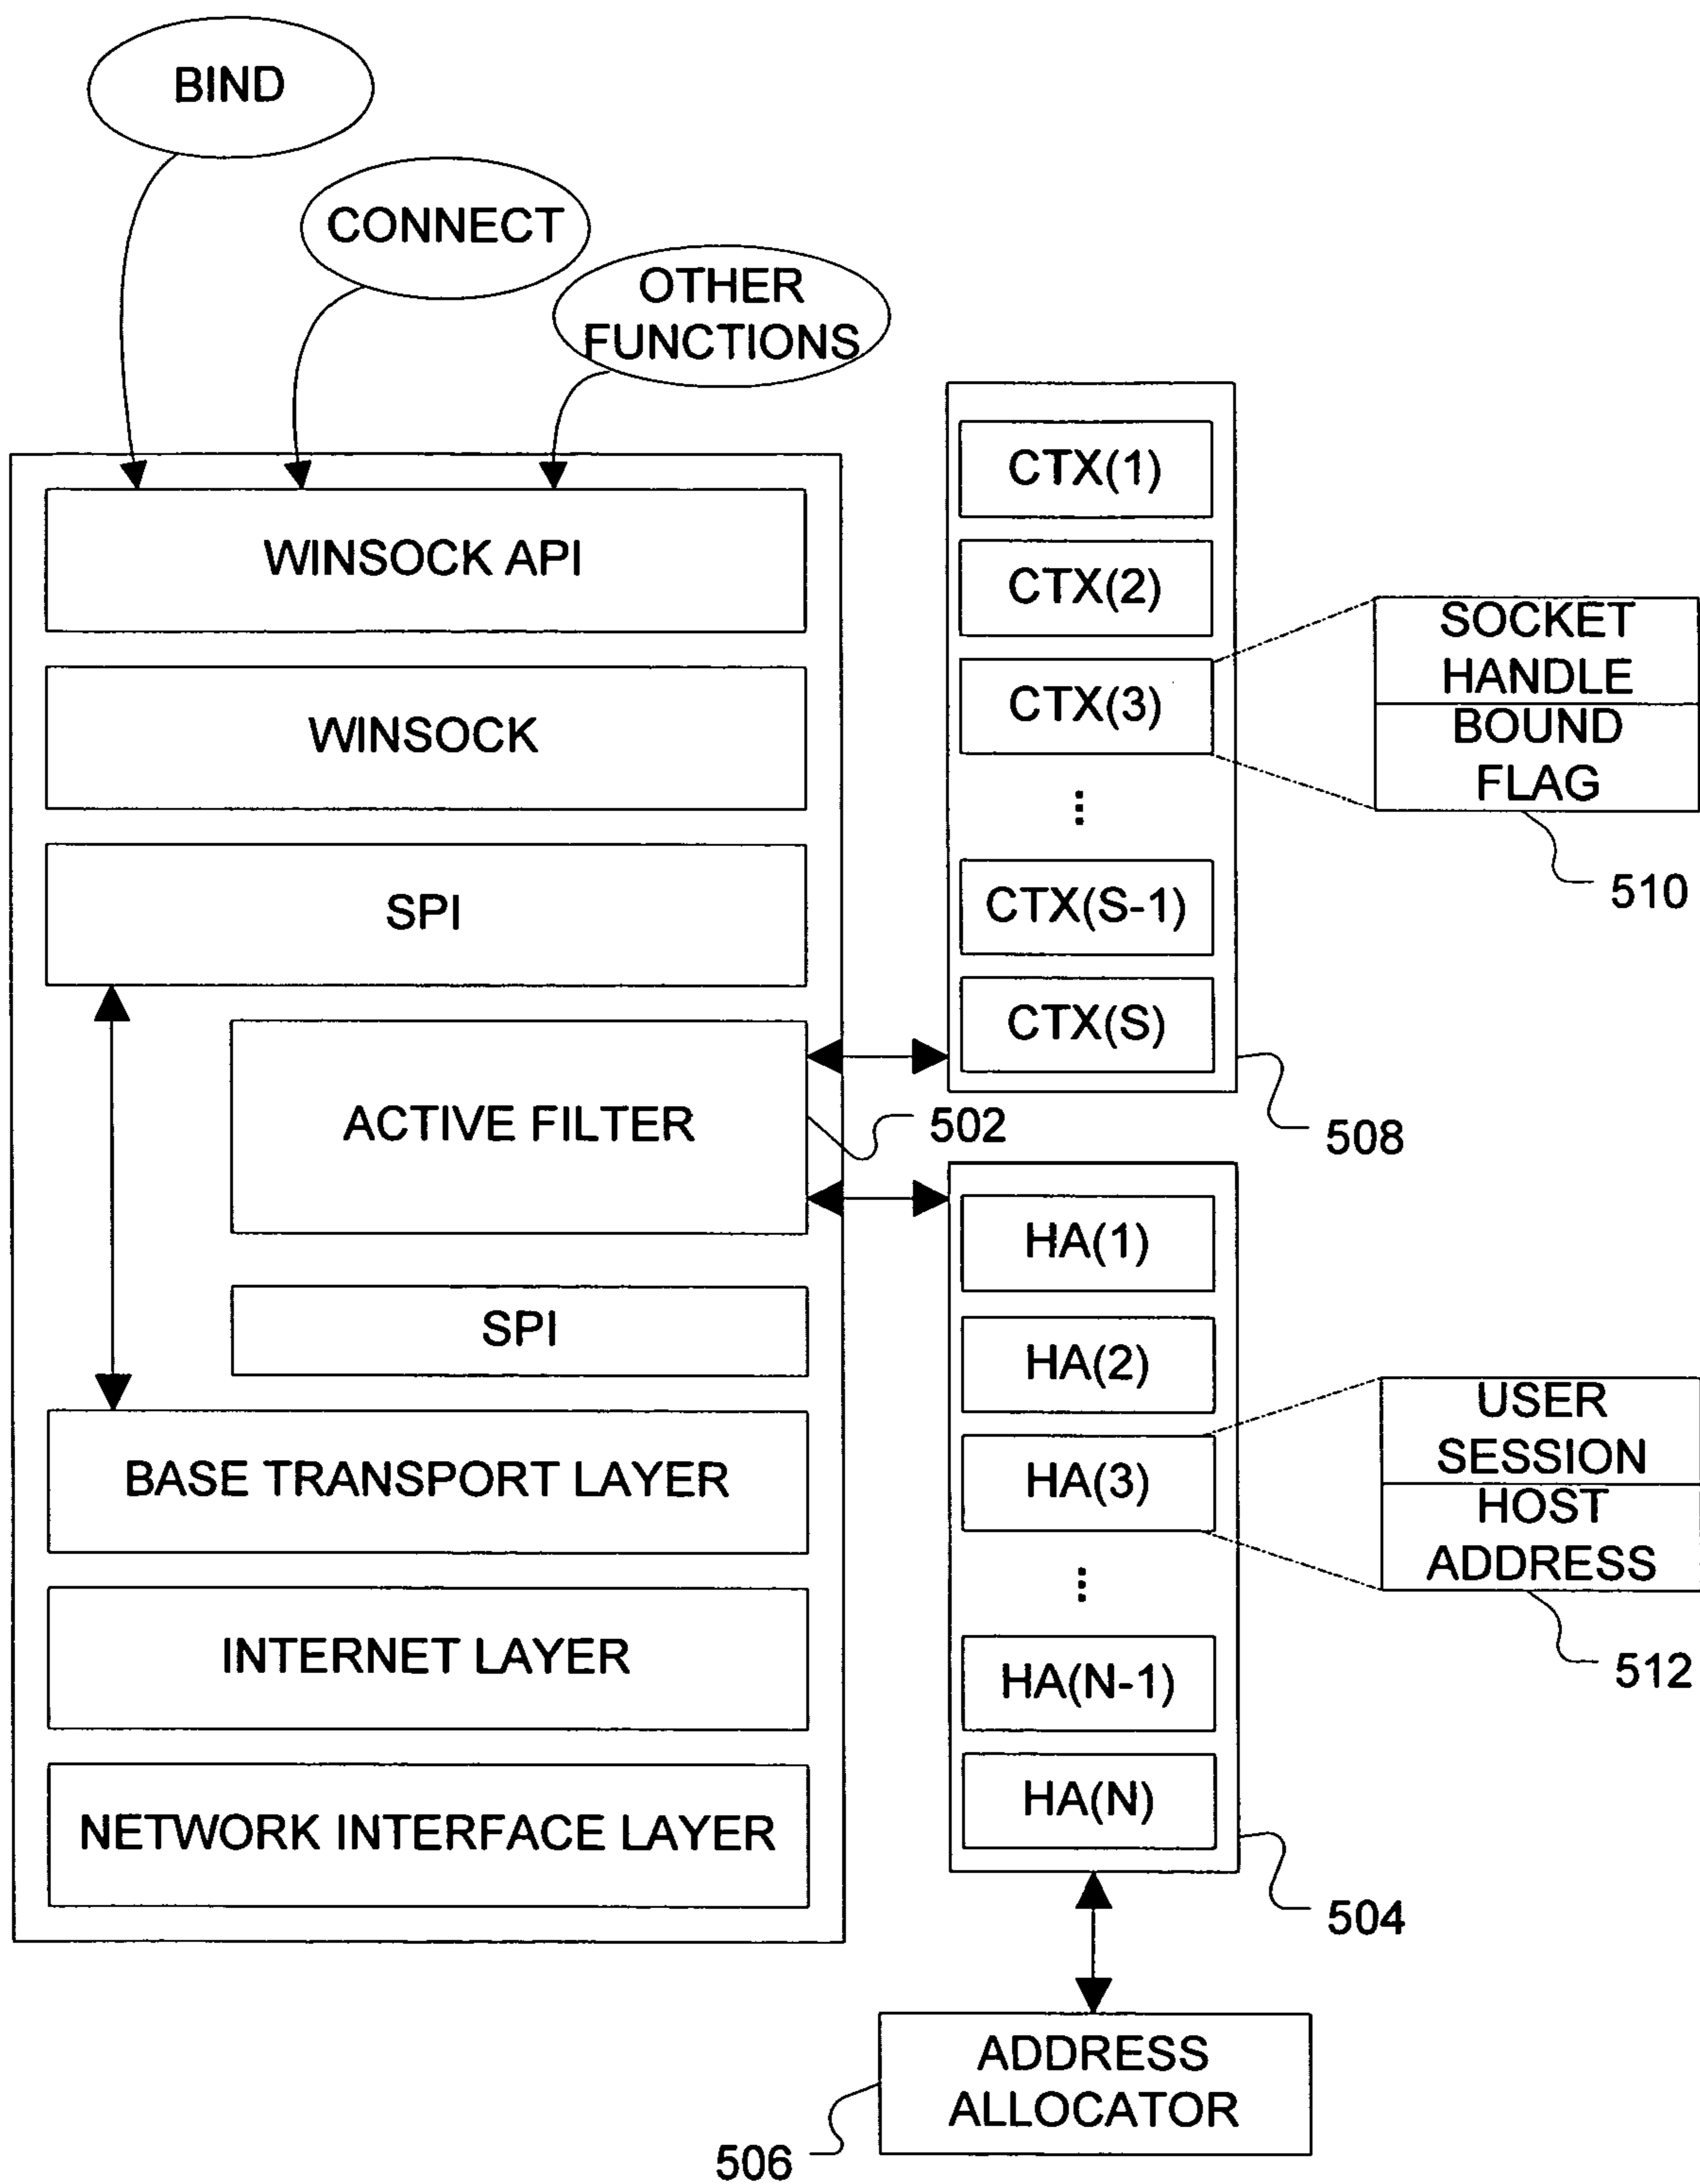 BIND
CONNECT
OTHER
FUNCTIONS
WINSOCK API
WINSOCK
SPI
ACTIVE FILTER
502
SPI
BASE TRANSPORT LAYER
INTERNET LAYER
NETWORK INTERFACE LAYER
CTX(1)
CTX(2)
CTX(3)
⋮
CTX(S-1)
CTX(S)
508
SOCKET
HANDLE
BOUND
FLAG
510
HA(1)
HA(2)
HA(3)
⋮
HA(N-1)
HA(N)
504
USER
SESSION
HOST
ADDRESS
512
ADDRESS
ALLOCATOR
506